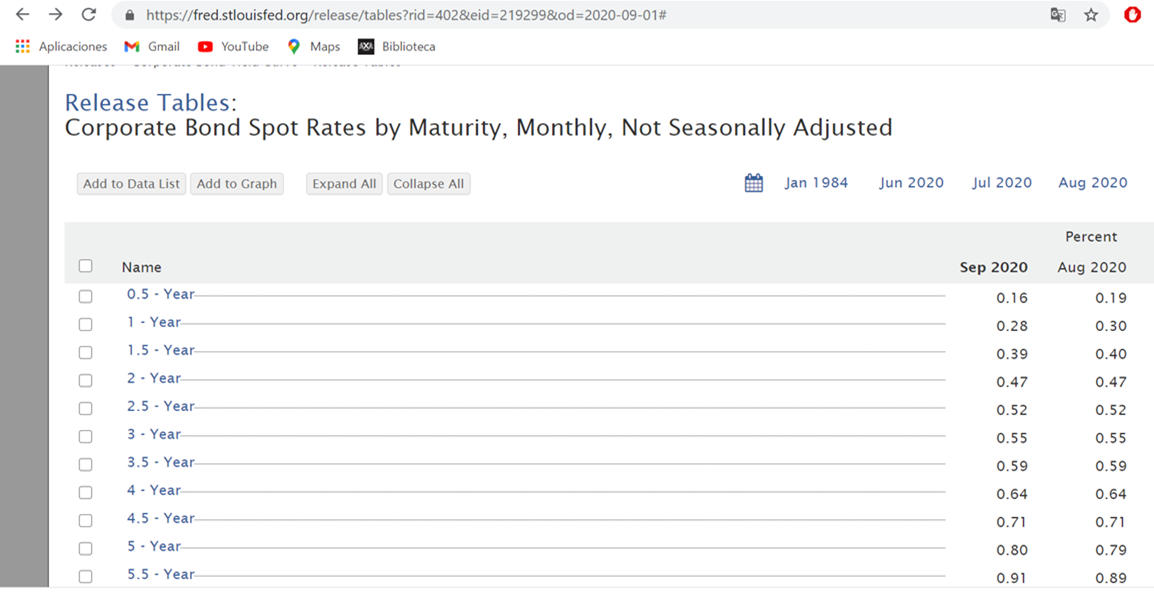 https://fred.stlouisfed.org/release/tables?rid=402&eid=219299&od=2020-09-01#
Aplicaciones Gmail YouTube Maps Biblioteca
Release Tables:
Corporate Bond Spot Rates by Maturity, Monthly, Not Seasonally Adjusted
Add to Data List Add to Graph Expand All Collapse All Jan 1984 Jun 2020 Jul 2020 Aug 2020
Percent
Name Sep 2020 Aug 2020
0.5 - Year 0.16 0.19
1 - Year 0.28 0.30
1.5 - Year 0.39 0.40
2 - Year 0.47 0.47
2.5 - Year 0.52 0.52
3 - Year 0.55 0.55
3.5 - Year 0.59 0.59
4 - Year 0.64 0.64
4.5 - Year 0.71 0.71
5 - Year 0.80 0.79
5.5 - Year 0.91 0.89